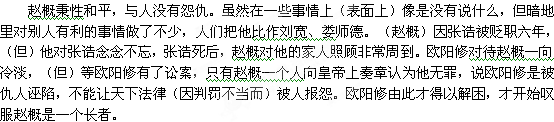 赵概秉性和平，与人没有怨仇。虽然在一些事情上（表面上）像是没有说什么，但暗地
里对别人有利的事情做了不少，人们把他比作刘宽、娄师德。（赵概）因张诰被贬职六年，
（但）他对张诰念念不忘，张诰死后，赵概对他的家人照顾非常周到。欧阳修对待赵概一向
冷淡，（但）等欧阳修有了讼案，只有赵概一个人向皇帝上奏章认为他无罪，说欧阳修是被
仇人诬陷，不能让天下法律（因判罚不当而）被人报怨。欧阳修由此才得以解困，才开始叹
服赵概是一个长者。